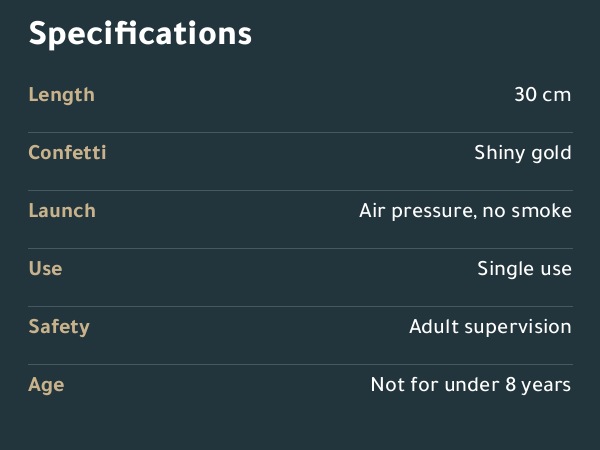 Specifications
Length 30 cm
Confetti Shiny gold
Launch Air pressure, no smoke
Use Single use
Safety Adult supervision
Age Not for under 8 years